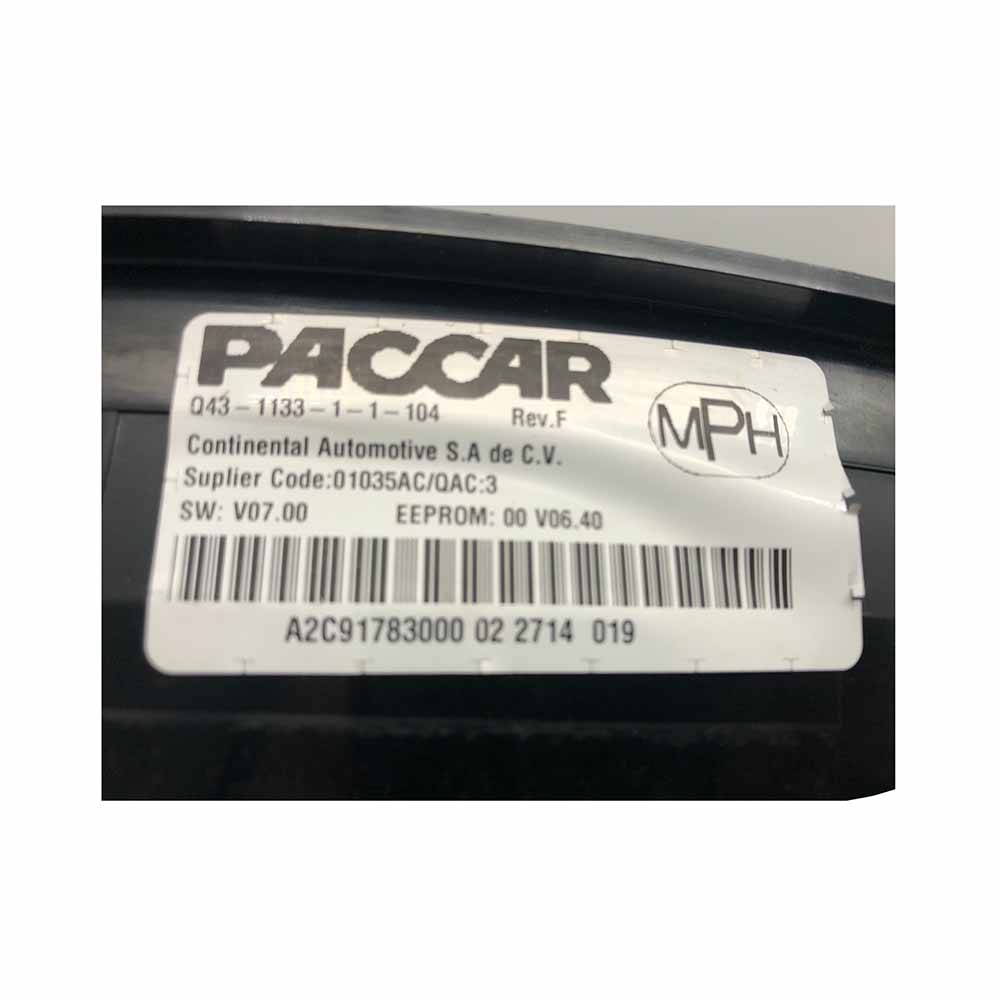 PACCAR
Q43-1133-1-1-104 Rev.F
MPH
Continental Automotive S.A de C.V.
Suplier Code:01035AC/QAC:3
SW: V07.00 EEPROM: 00 V06.40
A2C91783000 02 2714 019